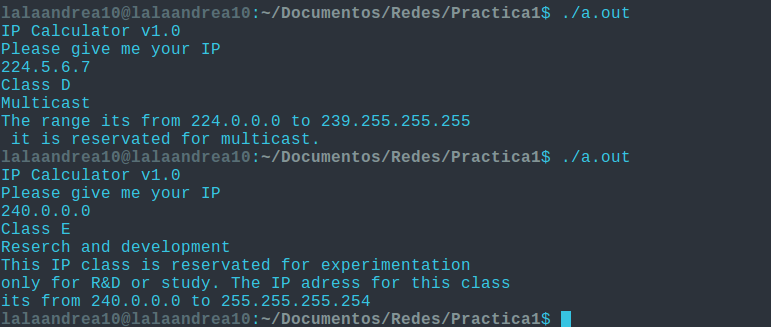 lalaandrea10@lalaandrea10:~/Documentos/Redes/Practica1$ ./a.out
IP Calculator v1.0
Please give me your IP
224.5.6.7
Class D
Multicast
The range its from 224.0.0.0 to 239.255.255.255
 it is reservated for multicast.
lalaandrea10@lalaandrea10:~/Documentos/Redes/Practica1$ ./a.out
IP Calculator v1.0
Please give me your IP
240.0.0.0
Class E
Reserch and development
This IP class is reservated for experimentation
only for R&D or study. The IP adress for this class
its from 240.0.0.0 to 255.255.255.254
lalaandrea10@lalaandrea10:~/Documentos/Redes/Practica1$